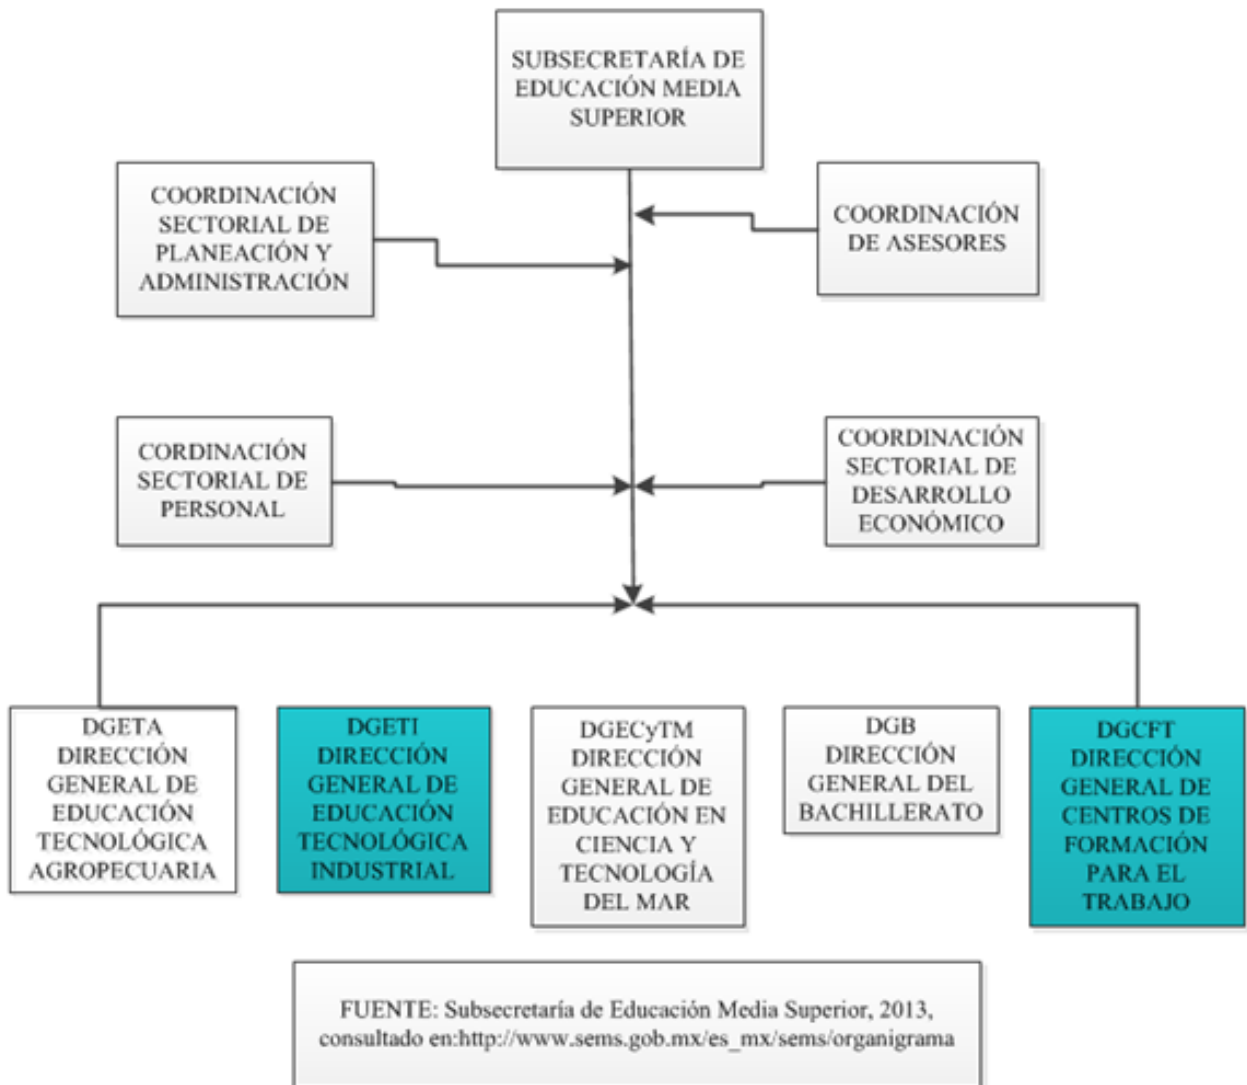 SUBSECRETARÍA DE
EDUCACIÓN MEDIA
SUPERIOR
COORDINACIÓN
SECTORIAL DE
PLANEACIÓN Y
ADMINISTRACIÓN
COORDINACIÓN
DE ASESORES
CORDINACIÓN
SECTORIAL DE
PERSONAL
COORDINACIÓN
SECTORIAL DE
DESARROLLO
ECONÓMICO
DGETA
DIRECCIÓN
GENERAL DE
EDUCACIÓN
TECNOLÓGICA
AGROPECUARIA
DGETI
DIRECCIÓN
GENERAL DE
EDUCACIÓN
TECNOLÓGICA
INDUSTRIAL
DGECyTM
DIRECCIÓN
GENERAL DE
EDUCACIÓN EN
CIENCIA Y
TECNOLOGÍA
DEL MAR
DGB
DIRECCIÓN
GENERAL DEL
BACHILLERATO
DGCFT
DIRECCIÓN
GENERAL DE
CENTROS DE
FORMACIÓN
PARA EL
TRABAJO
FUENTE: Subsecretaría de Educación Media Superior, 2013,
consultado en:http://www.sems.gob.mx/es_mx/sems/organigrama